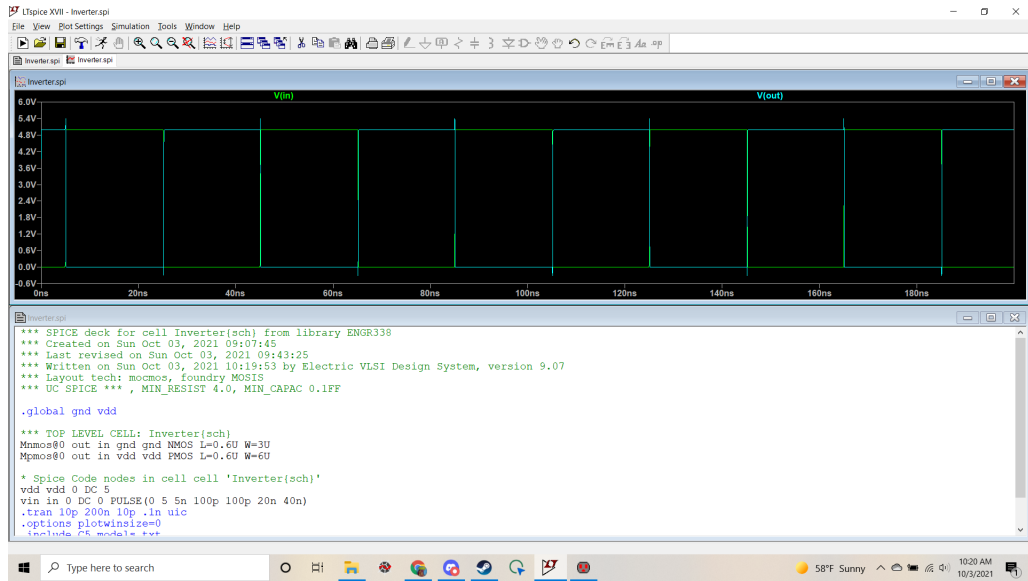 LTspice XVII - Inverter.spi
File View Plot Settings Simulation Tools Window Help
Inverter.spi Inverter.spi
Inverter.spi
V(in) V(out)
6.0V
5.4V
4.8V
4.2V
3.6V
3.0V
2.4V
1.8V
1.2V
0.6V
0.0V
-0.6V
0ns 20ns 40ns 60ns 80ns 100ns 120ns 140ns 160ns 180ns
Inverter.spi
*** SPICE deck for cell Inverter{sch} from library ENGR338
*** Created on Sun Oct 03, 2021 09:07:45
*** Last revised on Sun Oct 03, 2021 09:43:25
*** Written on Sun Oct 03, 2021 10:19:53 by Electric VLSI Design System, version 9.07
*** Layout tech: mocmos, foundry MOSIS
*** UC SPICE *** , MIN_RESIST 4.0, MIN_CAPAC 0.1FF
.global gnd vdd
*** TOP LEVEL CELL: Inverter{sch}
Mnmos@0 out in gnd gnd NMOS L=0.6U W=3U
Mpmos@0 out in vdd vdd PMOS L=0.6U W=6U
* Spice Code nodes in cell cell 'Inverter{sch}'
vdd vdd 0 DC 5
vin in 0 DC 0 PULSE(0 5 5n 100p 100p 20n 40n)
.tran 10p 200n 10p .1n uic
.options plotwinsize=0
.include C5_models.txt
Type here to search
58°F Sunny
10:20 AM
10/3/2021